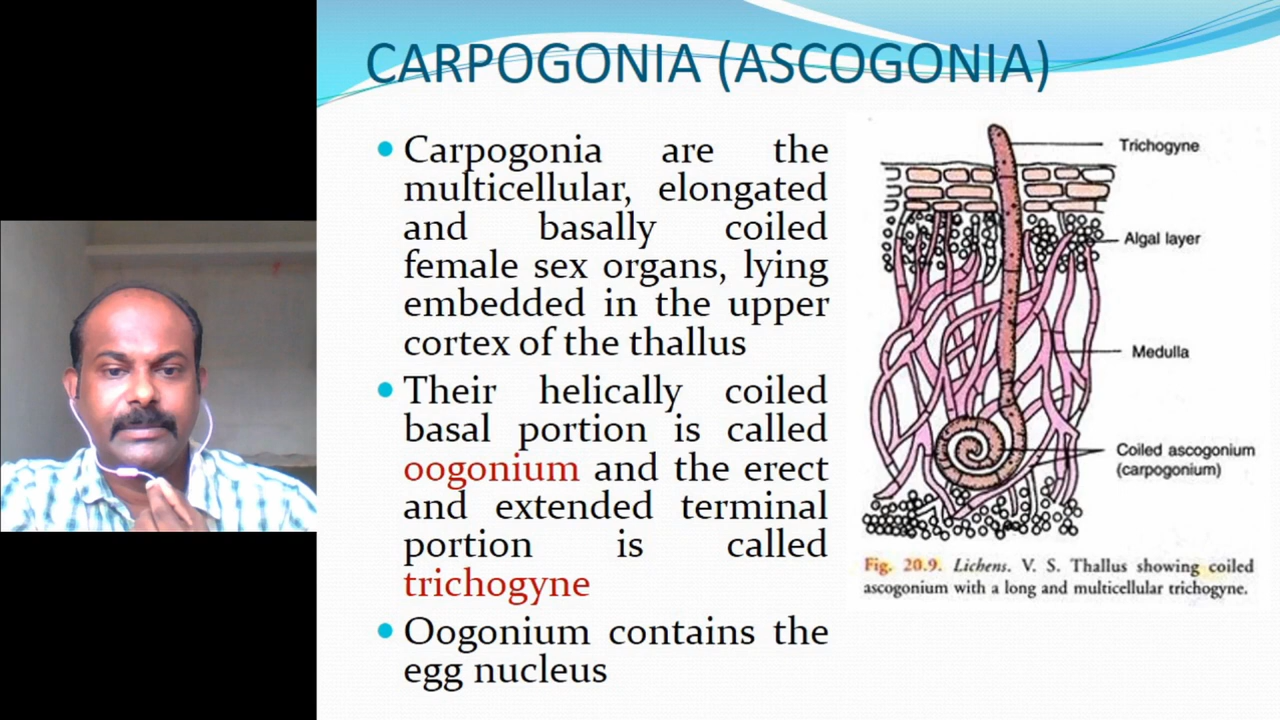 CARPOGONIA (ASCOGONIA)
• Carpogonia are the
multicellular, elongated
and basally coiled
female sex organs, lying
embedded in the upper
cortex of the thallus
• Their helically coiled
basal portion is called
oogonium and the erect
and extended terminal
portion is called
trichogyne
• Oogonium contains the
egg nucleus
Trichogyne
Algal layer
Medulla
Coiled ascogonium
(carpogonium)
Fig. 20.9. Lichens. V. S. Thallus showing coiled
ascogonium with a long and multicellular trichogyne.